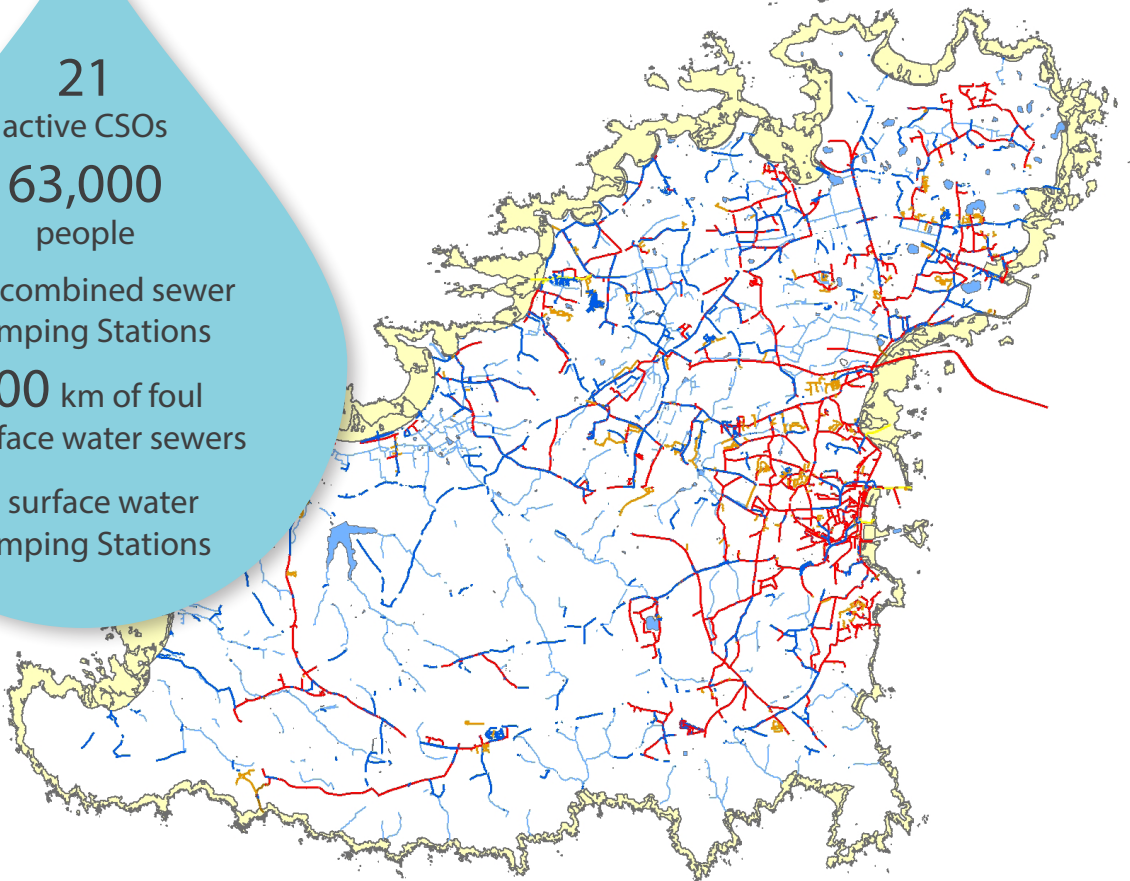 21
active CSOs
63,000
people
combined sewer
mping Stations
00 km of foul
face water sewers
surface water
mping Stations